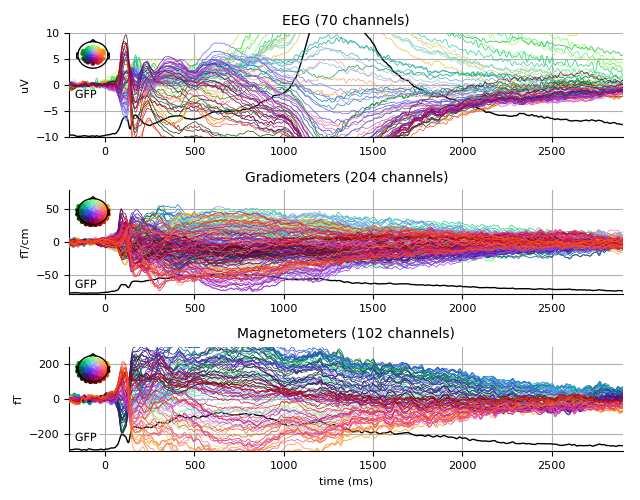 EEG (70 channels)
10
5
0
−5
−10
uV
GFP
0 500 1000 1500 2000 2500
Gradiometers (204 channels)
50
0
−50
fT/cm
GFP
0 500 1000 1500 2000 2500
Magnetometers (102 channels)
200
0
−200
fT
GFP
0 500 1000 1500 2000 2500
time (ms)